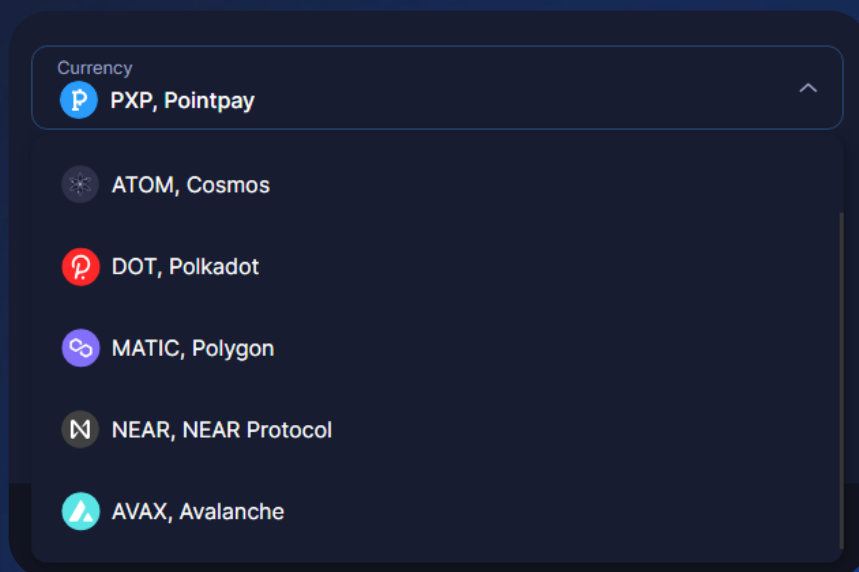 Currency
PXP, Pointpay
ATOM, Cosmos
DOT, Polkadot
MATIC, Polygon
NEAR, NEAR Protocol
AVAX, Avalanche